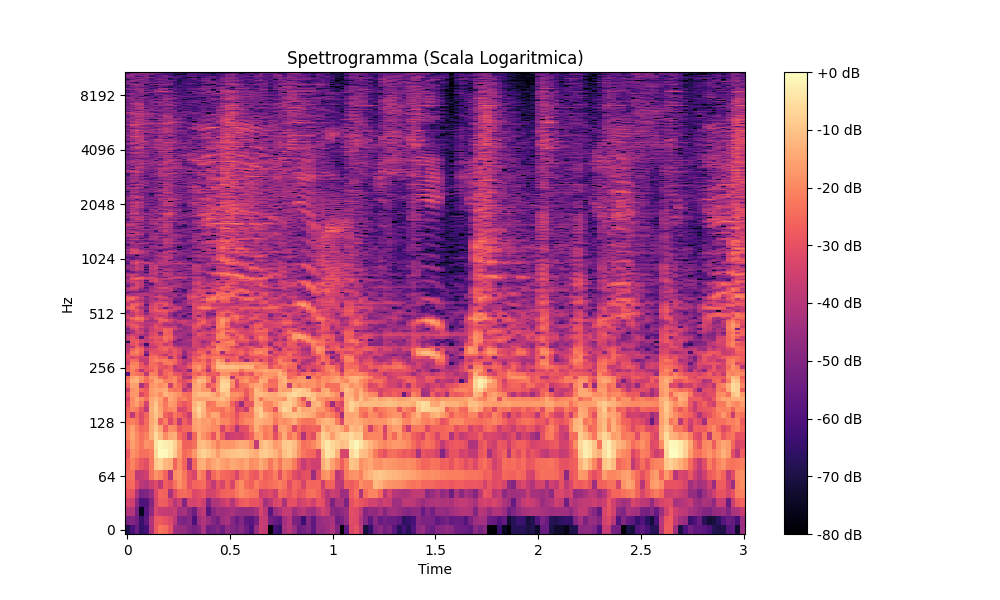 Spettrogramma (Scala Logaritmica)
8192
4096
2048
1024
512
256
128
64
0
Hz
0
0.5
1
1.5
2
2.5
3
Time
+0 dB
-10 dB
-20 dB
-30 dB
-40 dB
-50 dB
-60 dB
-70 dB
-80 dB